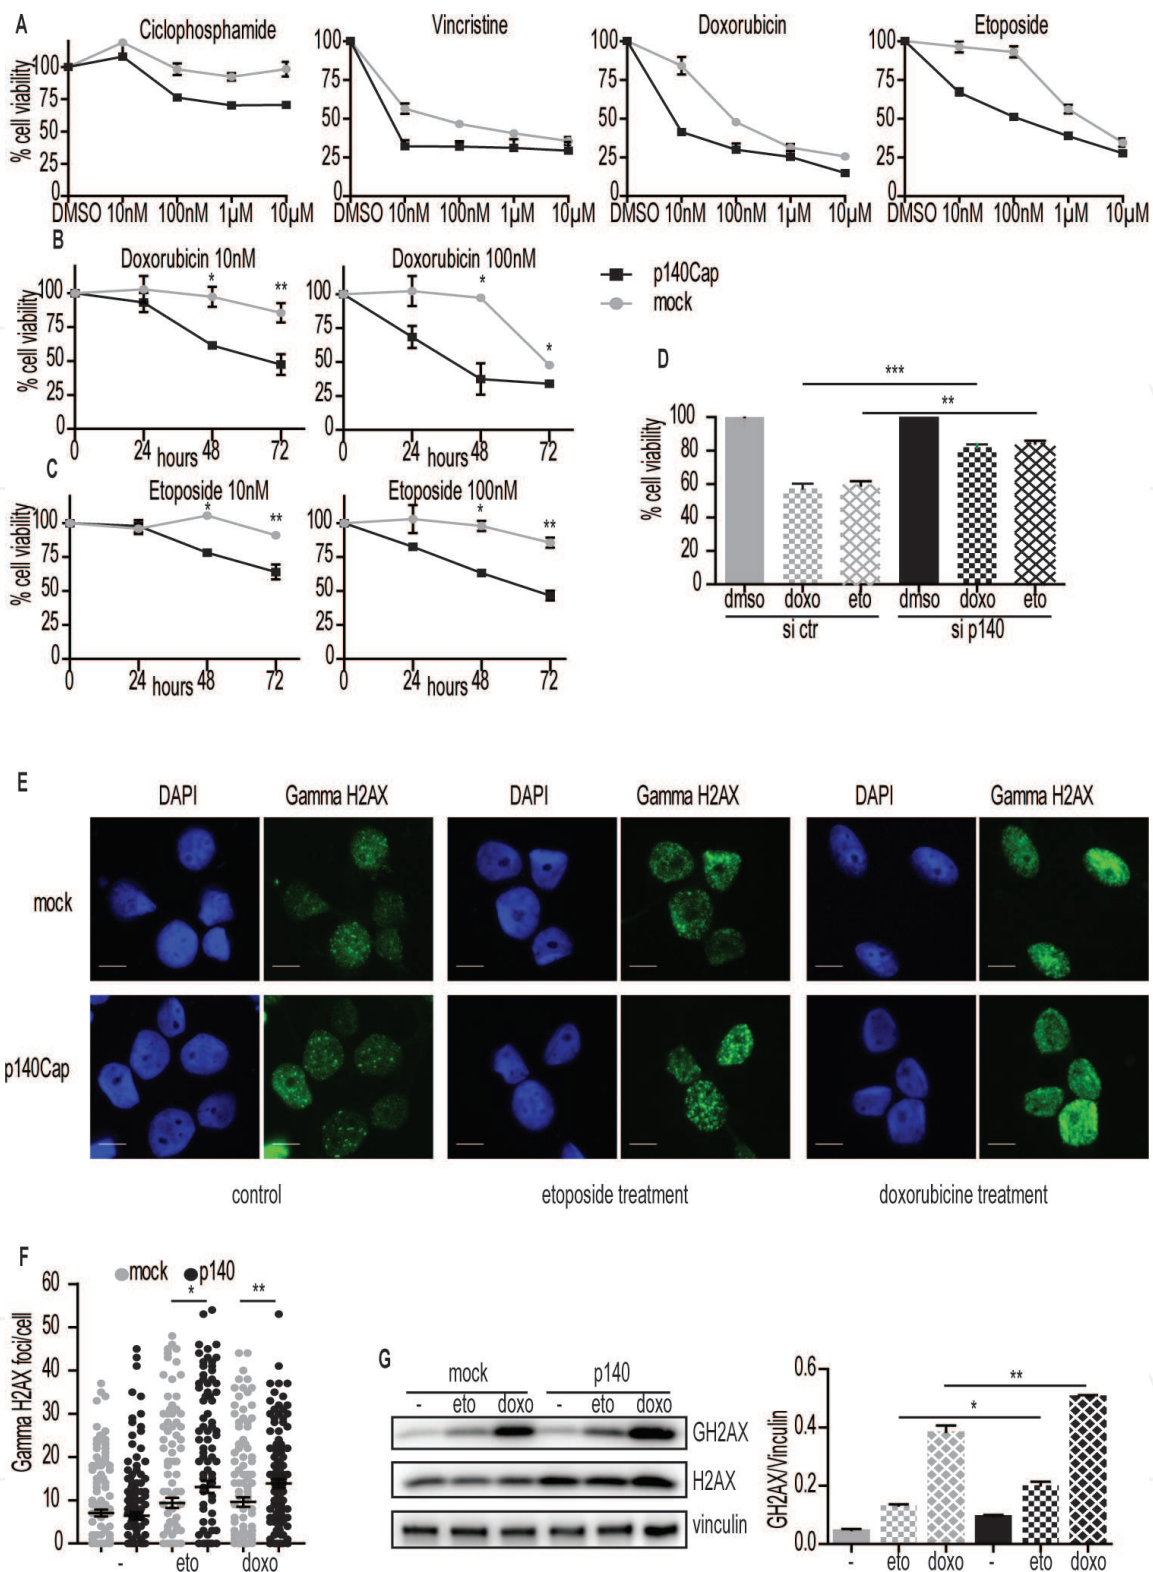 A
Ciclophosphamide
Vincristine
Doxorubicin
Etoposide
% cell viability
100
75
50
25
0
DMSO 10nM 100nM 1µM 10µM
100
75
50
25
0
DMSO 10nM 100nM 1µM 10µM
100
75
50
25
0
DMSO 10nM 100nM 1µM 10µM
100
75
50
25
0
DMSO 10nM 100nM 1µM 10µM
B
Doxorubicin 10nM
Doxorubicin 100nM
% cell viability
100
75
50
25
0
* **
0 24 48 72
hours
100
75
50
25
0
* *
0 24 48 72
p140Cap
mock
C
Etoposide 10nM
Etoposide 100nM
% cell viability
100
75
50
25
0
* **
0 24 48 72
hours
100
75
50
25
0
* **
0 24 48 72
hours
D
***
**
% cell viability
100
80
60
40
20
0
dmso doxo eto dmso doxo eto
si ctr si p140
E
DAPI Gamma H2AX DAPI Gamma H2AX DAPI Gamma H2AX
mock
p140Cap
control etoposide treatment doxorubicine treatment
F
mock p140
* **
Gamma H2AX foci/cell
60
50
40
30
20
10
0
- eto doxo
G
mock p140
- eto doxo - eto doxo
GH2AX
H2AX
vinculin
GH2AX/Vinculin
0.6
0.4
0.2
0.0
**
*
- eto doxo - eto doxo